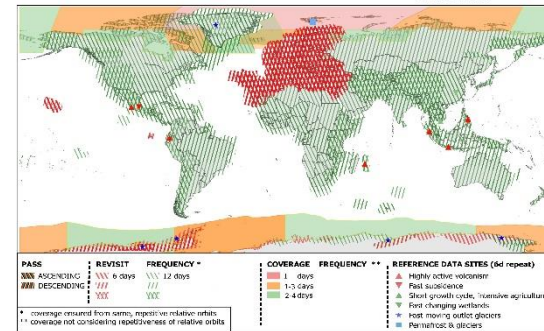 PASS
ASCENDING
DESCENDING
REVISIT FREQUENCY *
6 days 12 days
COVERAGE FREQUENCY **
1 days
1-3 days
2-4 days
REFERENCE DATA SITES (6d repeat)
Highly active volcanism
Fast subsidence
Short growth cycle, intensive agriculture
Fast changing wetlands
Fast moving outlet glaciers
Permafrost & glaciers
* coverage ensured from same, repetitive relative orbits
** coverage not considering repetitiveness of relative orbits